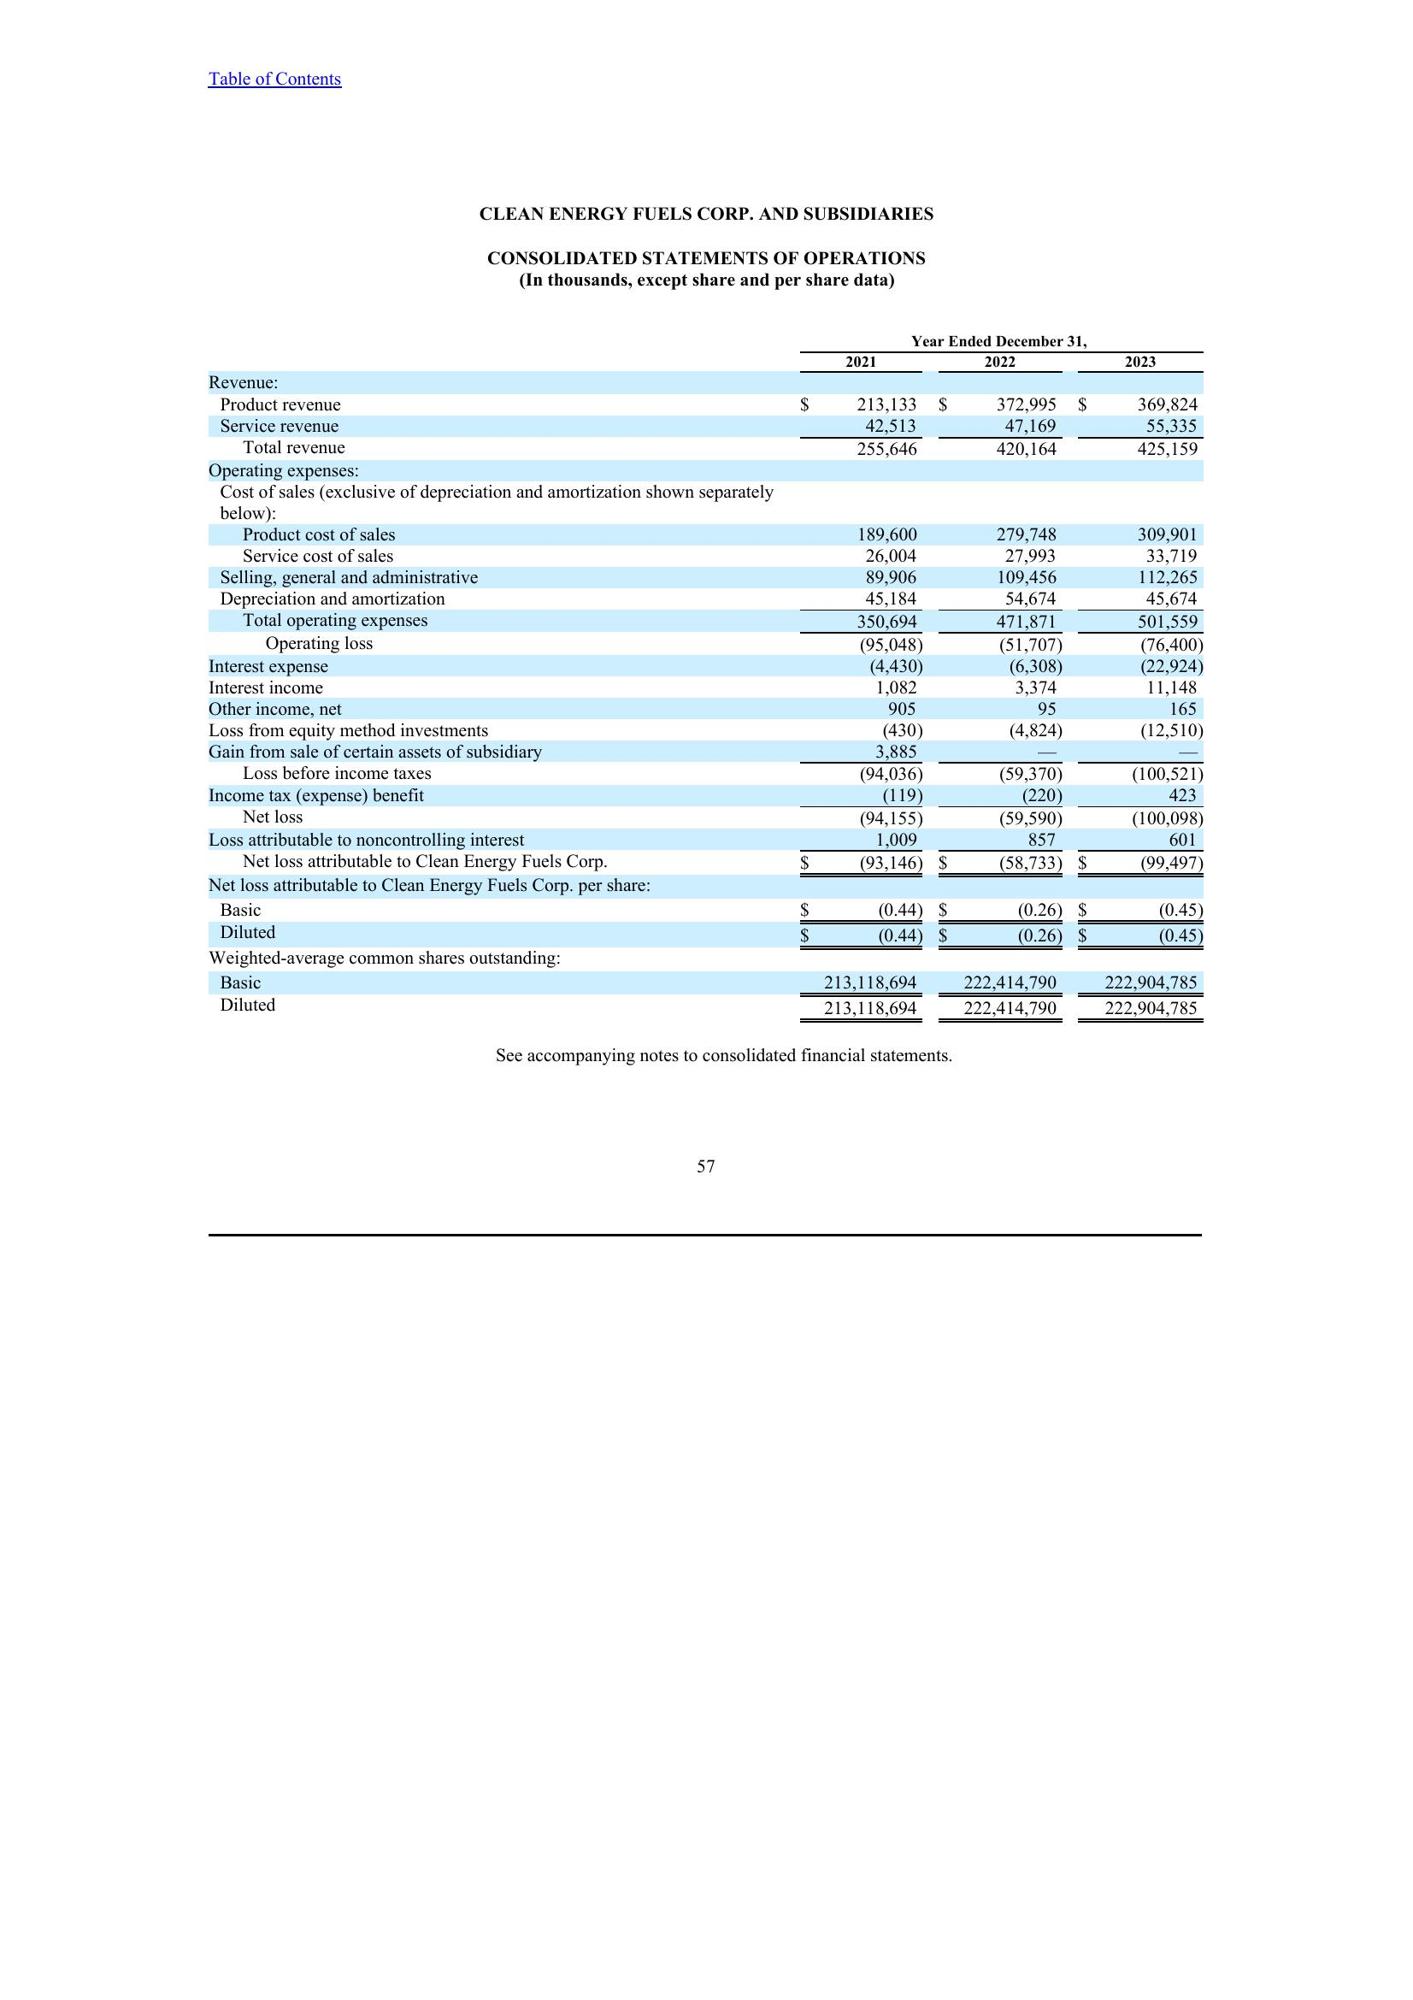 Table of Contents
CLEAN ENERGY FUELS CORP. AND SUBSIDIARIES
CONSOLIDATED STATEMENTS OF OPERATIONS
(In thousands, except share and per share data)
Year Ended December 31,
2021 2022 2023
Revenue:
Product revenue $ 213,133 $ 372,995 $ 369,824
Service revenue 42,513 47,169 55,335
Total revenue 255,646 420,164 425,159
Operating expenses:
Cost of sales (exclusive of depreciation and amortization shown separately
below):
Product cost of sales 189,600 279,748 309,901
Service cost of sales 26,004 27,993 33,719
Selling, general and administrative 89,906 109,456 112,265
Depreciation and amortization 45,184 54,674 45,674
Total operating expenses 350,694 471,871 501,559
Operating loss (95,048) (51,707) (76,400)
Interest expense (4,430) (6,308) (22,924)
Interest income 1,082 3,374 11,148
Other income, net 905 95 165
Loss from equity method investments (430) (4,824) (12,510)
Gain from sale of certain assets of subsidiary 3,885 — —
Loss before income taxes (94,036) (59,370) (100,521)
Income tax (expense) benefit (119) (220) 423
Net loss (94,155) (59,590) (100,098)
Loss attributable to noncontrolling interest 1,009 857 601
Net loss attributable to Clean Energy Fuels Corp. $ (93,146) $ (58,733) $ (99,497)
Net loss attributable to Clean Energy Fuels Corp. per share:
Basic $ (0.44) $ (0.26) $ (0.45)
Diluted $ (0.44) $ (0.26) $ (0.45)
Weighted-average common shares outstanding:
Basic 213,118,694 222,414,790 222,904,785
Diluted 213,118,694 222,414,790 222,904,785
See accompanying notes to consolidated financial statements.
57